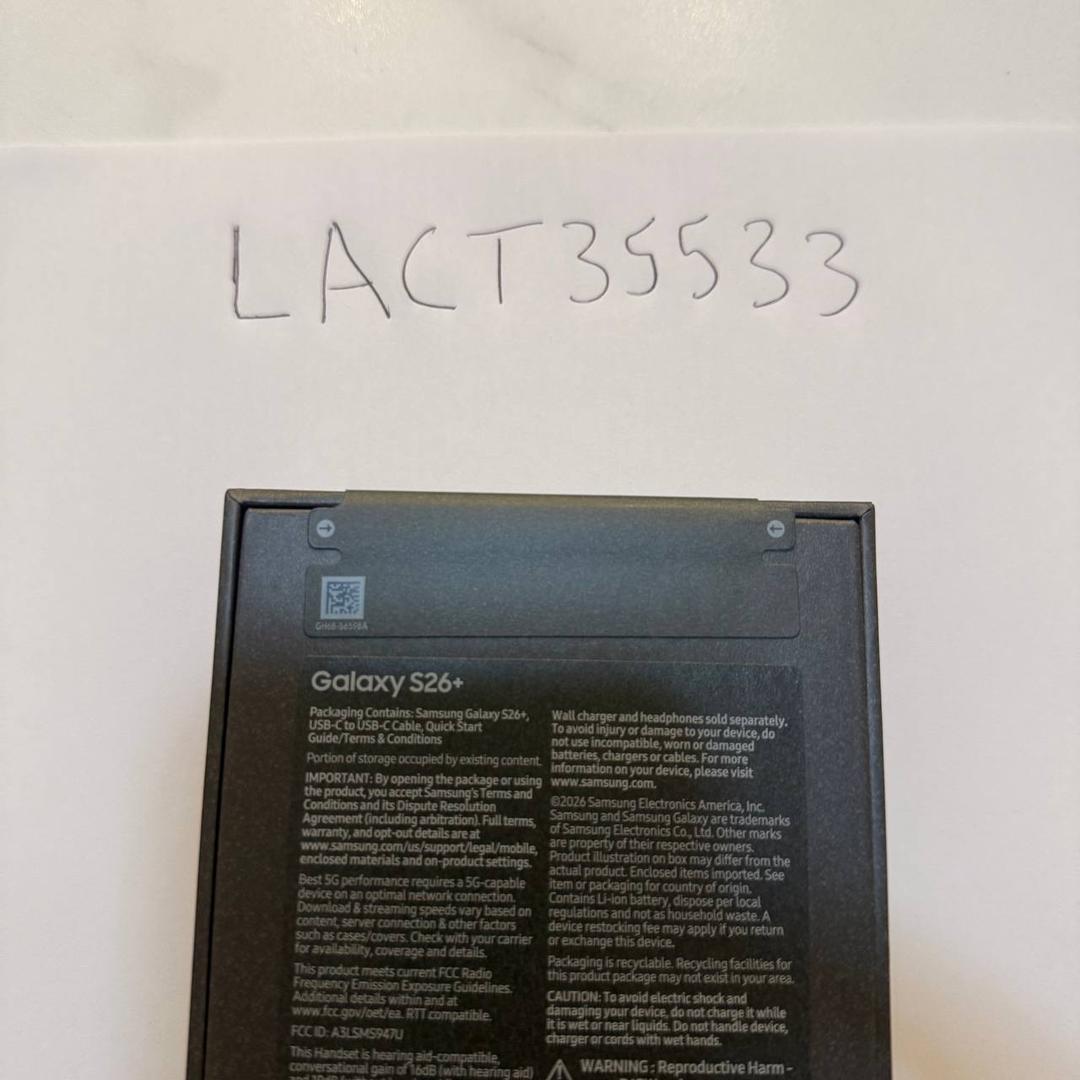 LACT35533
GH68-56598A
Galaxy S26+
Packaging Contains: Samsung Galaxy S26+,
USB-C to USB-C Cable, Quick Start
Guide/Terms & Conditions
Portion of storage occupied by existing content.
IMPORTANT: By opening the package or using
the product, you accept Samsung's Terms and
Conditions and its Dispute Resolution
Agreement (including arbitration). Full terms,
warranty, and opt-out details are at
www.samsung.com/us/support/legal/mobile,
enclosed materials and on-product settings.
Best 5G performance requires a 5G-capable
device on an optimal network connection.
Download & streaming speeds vary based on
content, server connection & other factors
such as cases/covers. Check with your carrier
for availability, coverage and details.
This product meets current FCC Radio
Frequency Emission Exposure Guidelines.
Additional details within and at
www.fcc.gov/oet/ea. RTT compatible.
FCC ID: A3LSMS947U
This Handset is hearing aid-compatible,
conversational gain of 16dB (with hearing aid)
Wall charger and headphones sold separately.
To avoid injury or damage to your device, do
not use incompatible, worn or damaged
batteries, chargers or cables. For more
information on your device, please visit
www.samsung.com.
©2026 Samsung Electronics America, Inc.
Samsung and Samsung Galaxy are trademarks
of Samsung Electronics Co., Ltd. Other marks
are property of their respective owners.
Product illustration on box may differ from the
actual product. Enclosed items imported. See
item or packaging for country of origin.
Contains Li-ion battery, dispose per local
regulations and not as household waste. A
device restocking fee may apply if you return
or exchange this device.
Packaging is recyclable. Recycling facilities for
this product package may not exist in your area.
CAUTION: To avoid electric shock and
damaging your device, do not charge it while
it is wet or near liquids. Do not handle device,
charger or cords with wet hands.
WARNING : Reproductive Harm -